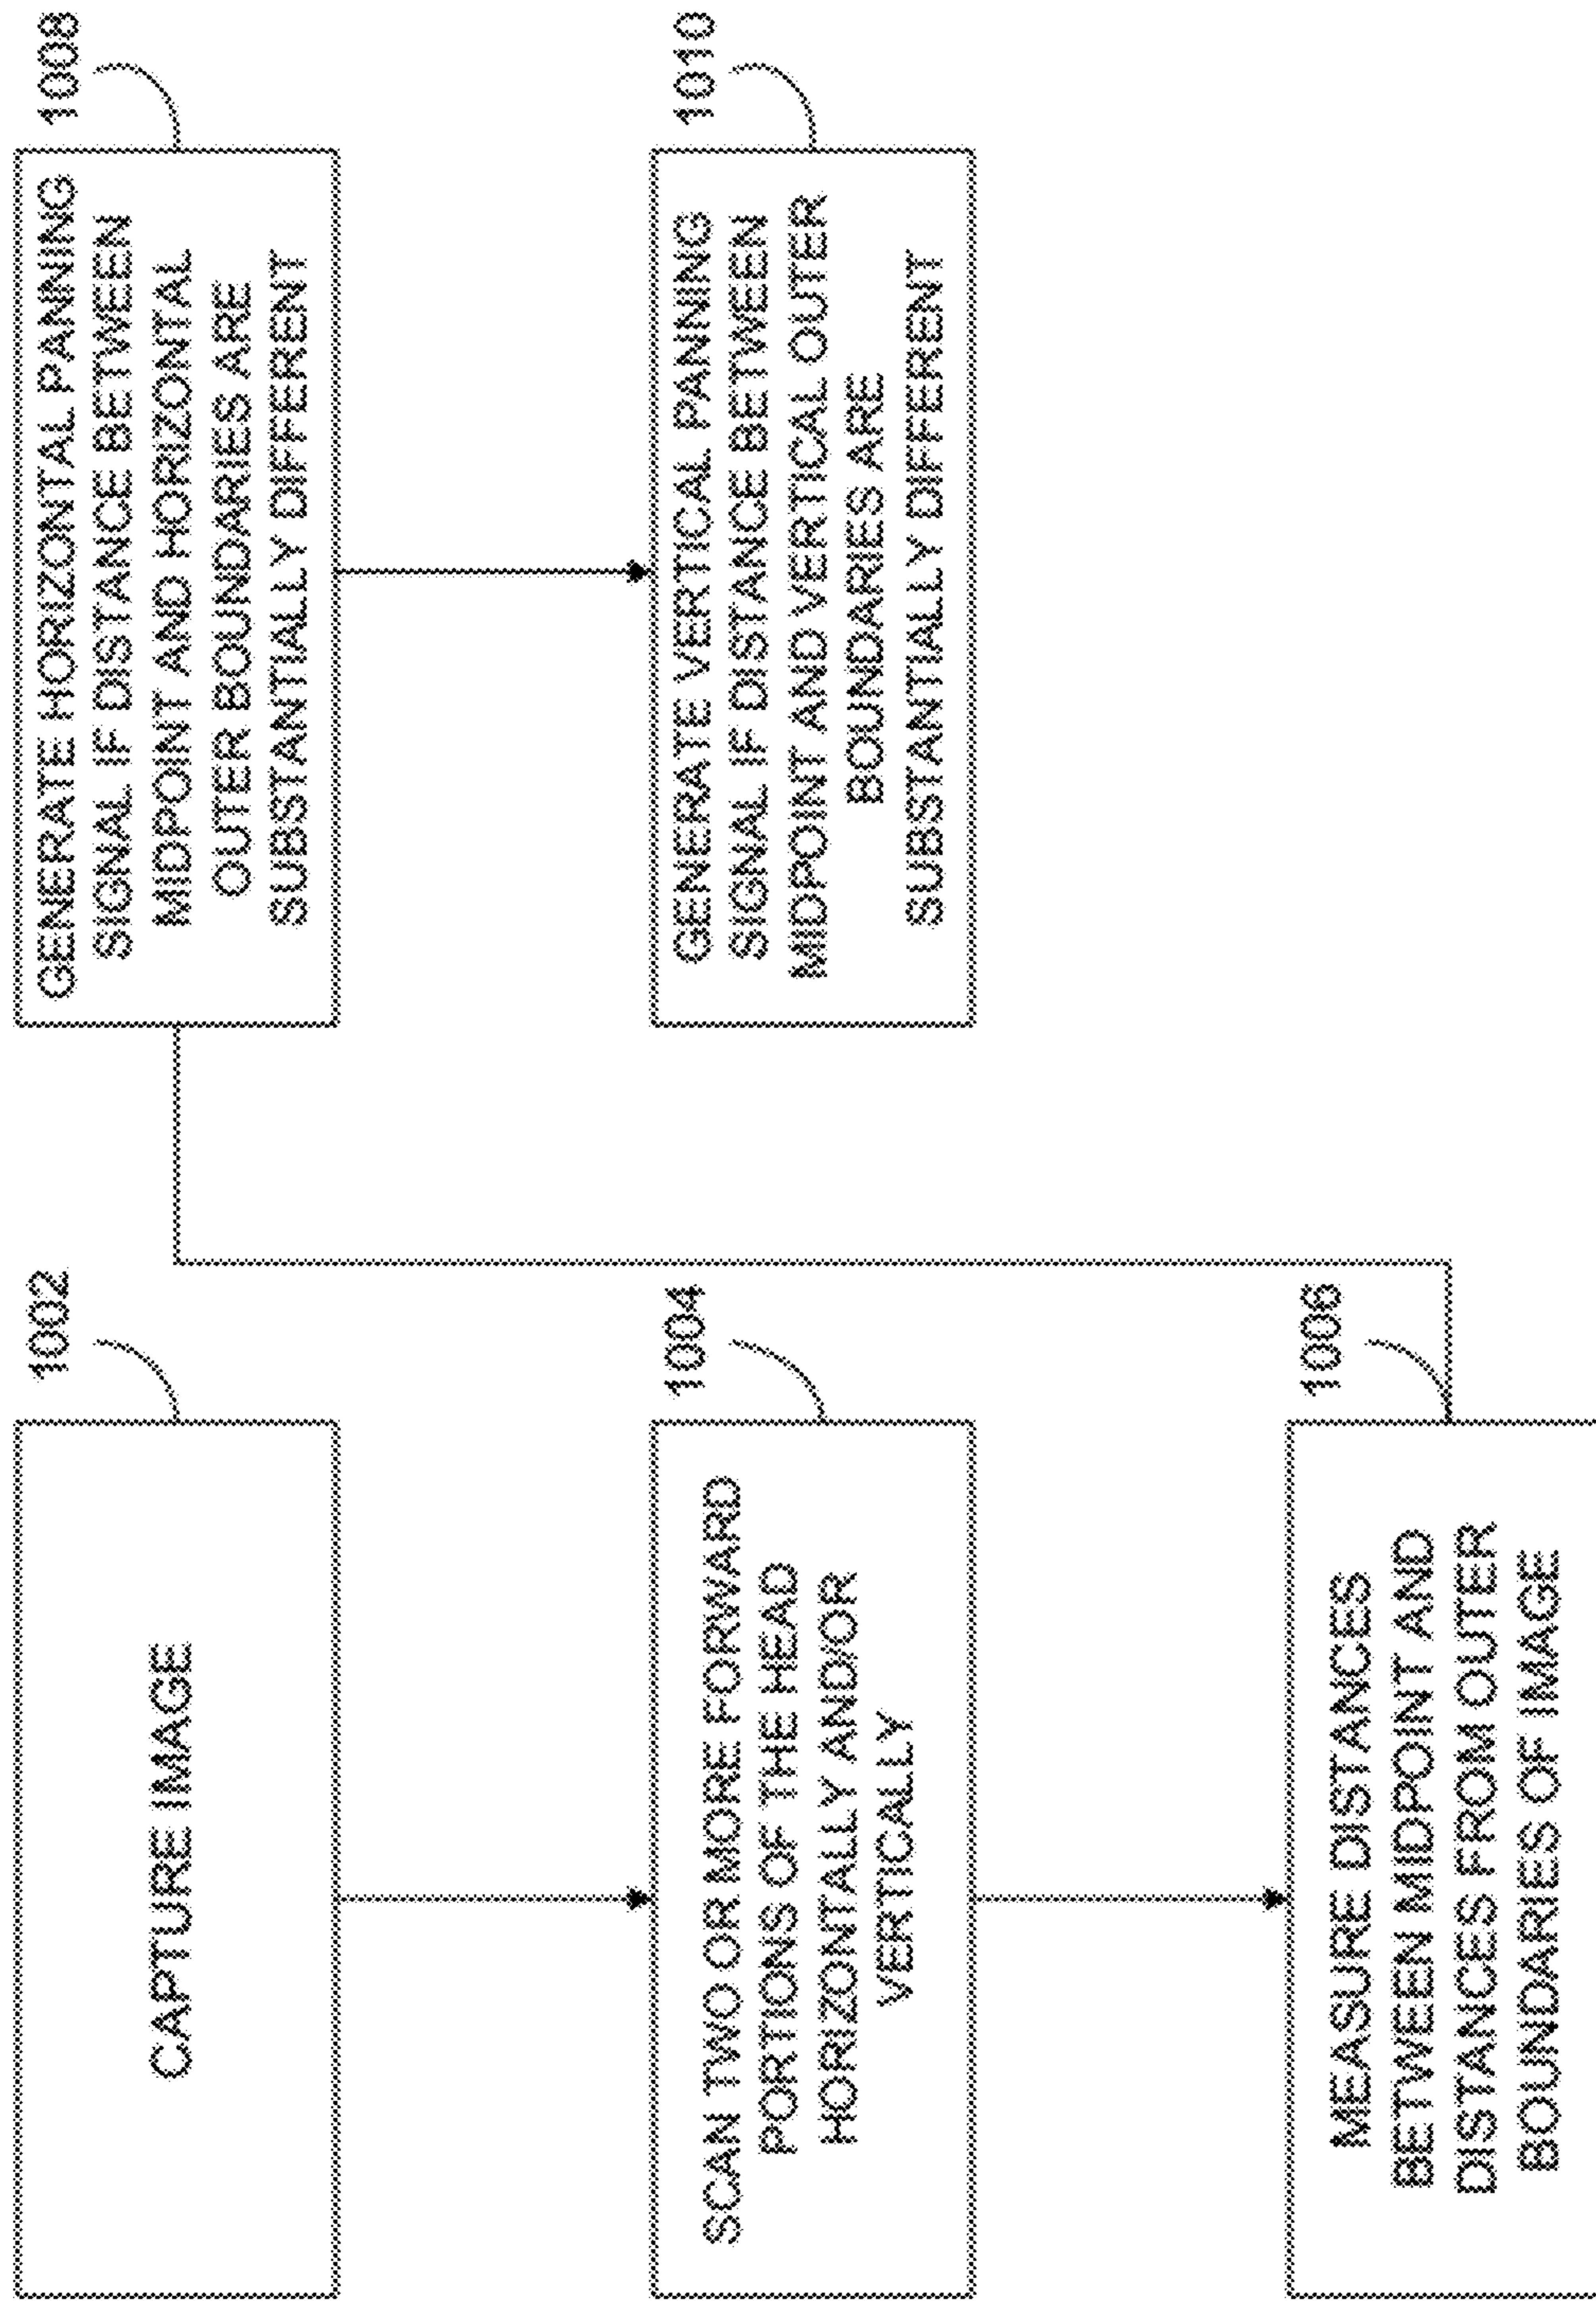 1002
CAPTURE IMAGE
1004
SCAN TWO OR MORE FORWARD
PORTIONS OF THE HEAD
HORIZONTALLY AND/OR
VERTICALLY
1006
MEASURE DISTANCES
BETWEEN MIDPOINT AND
DISTANCES FROM OUTER
BOUNDARIES OF IMAGE
1008
GENERATE HORIZONTAL PANNING
SIGNAL IF DISTANCE BETWEEN
MIDPOINT AND HORIZONTAL
OUTER BOUNDARIES ARE
SUBSTANTIALLY DIFFERENT
1010
GENERATE VERTICAL PANNING
SIGNAL IF DISTANCE BETWEEN
MIDPOINT AND VERTICAL OUTER
BOUNDARIES ARE
SUBSTANTIALLY DIFFERENT